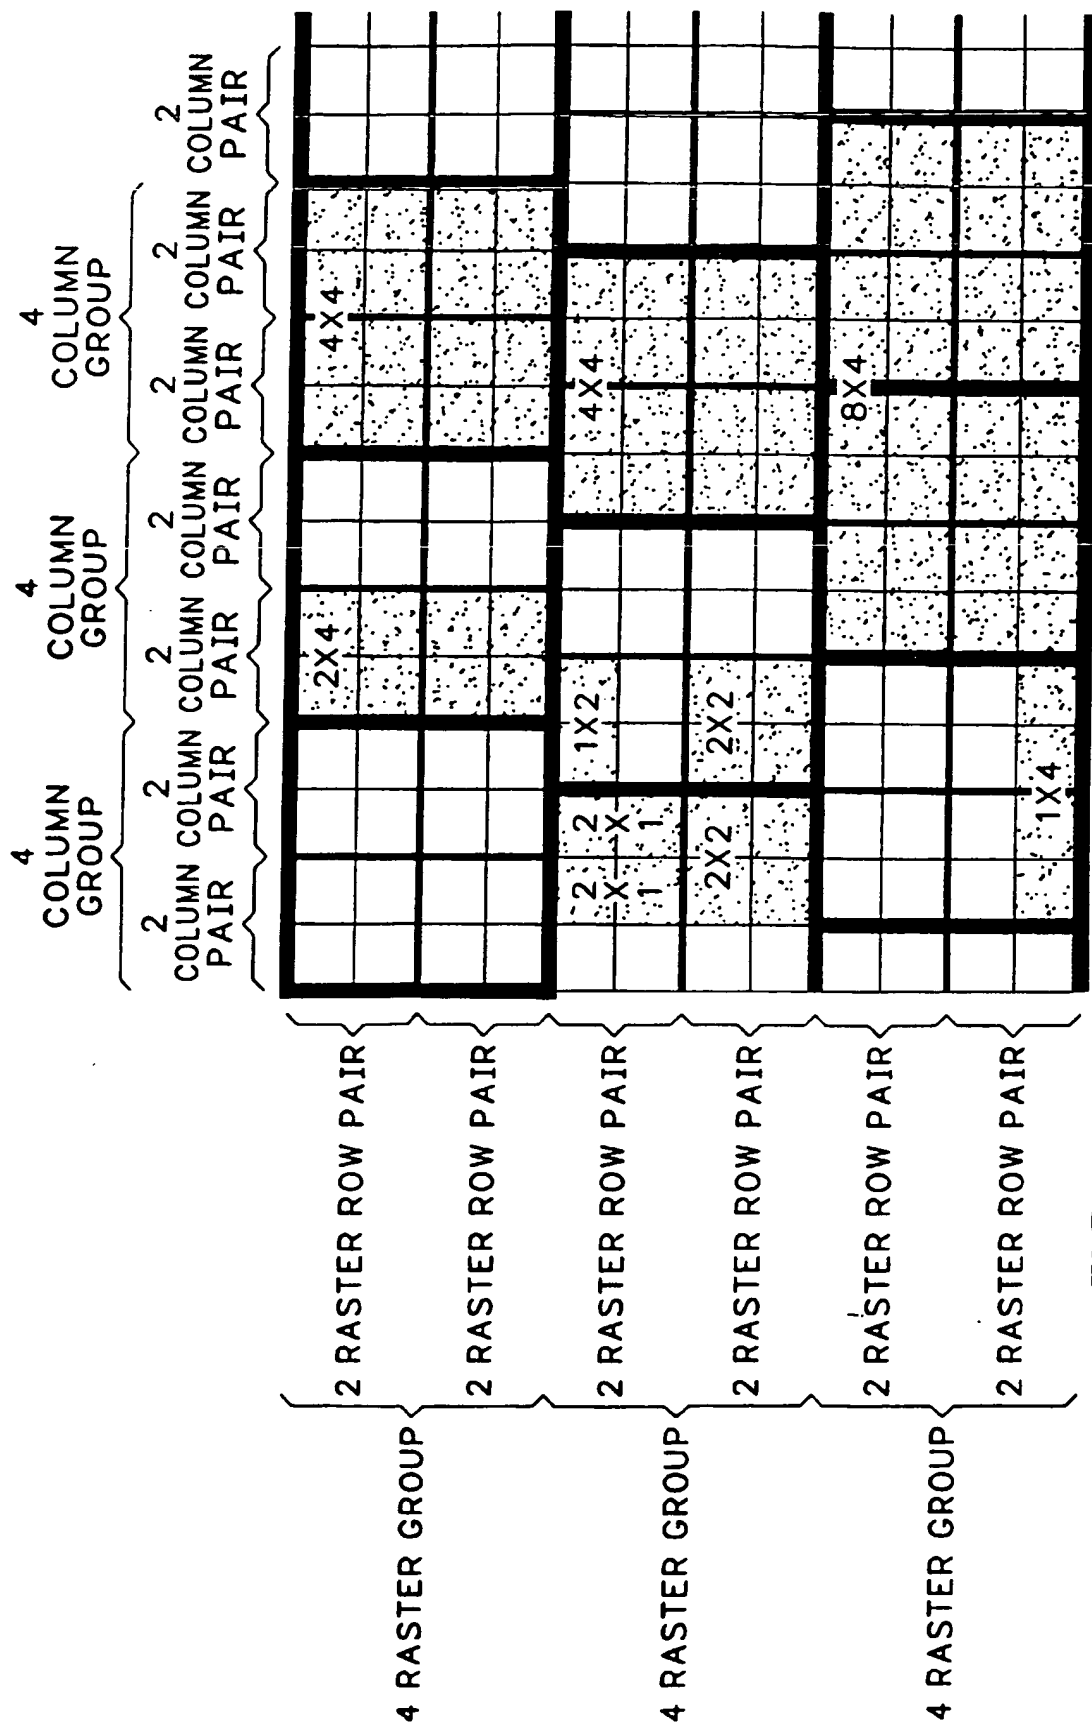 4
COLUMN
GROUP
4
COLUMN
GROUP
4
COLUMN
GROUP
2
COLUMN
PAIR
2
COLUMN
PAIR
2
COLUMN
PAIR
2
COLUMN
PAIR
2
COLUMN
PAIR
2
COLUMN
PAIR
2
COLUMN
PAIR
4 RASTER GROUP
2 RASTER ROW PAIR
2 RASTER ROW PAIR
2X4
4X4
4 RASTER GROUP
2 RASTER ROW PAIR
2 RASTER ROW PAIR
2
X
1
2
X
1
1X2
4X4
2X2
2X2
4 RASTER GROUP
2 RASTER ROW PAIR
2 RASTER ROW PAIR
8X4
1X4